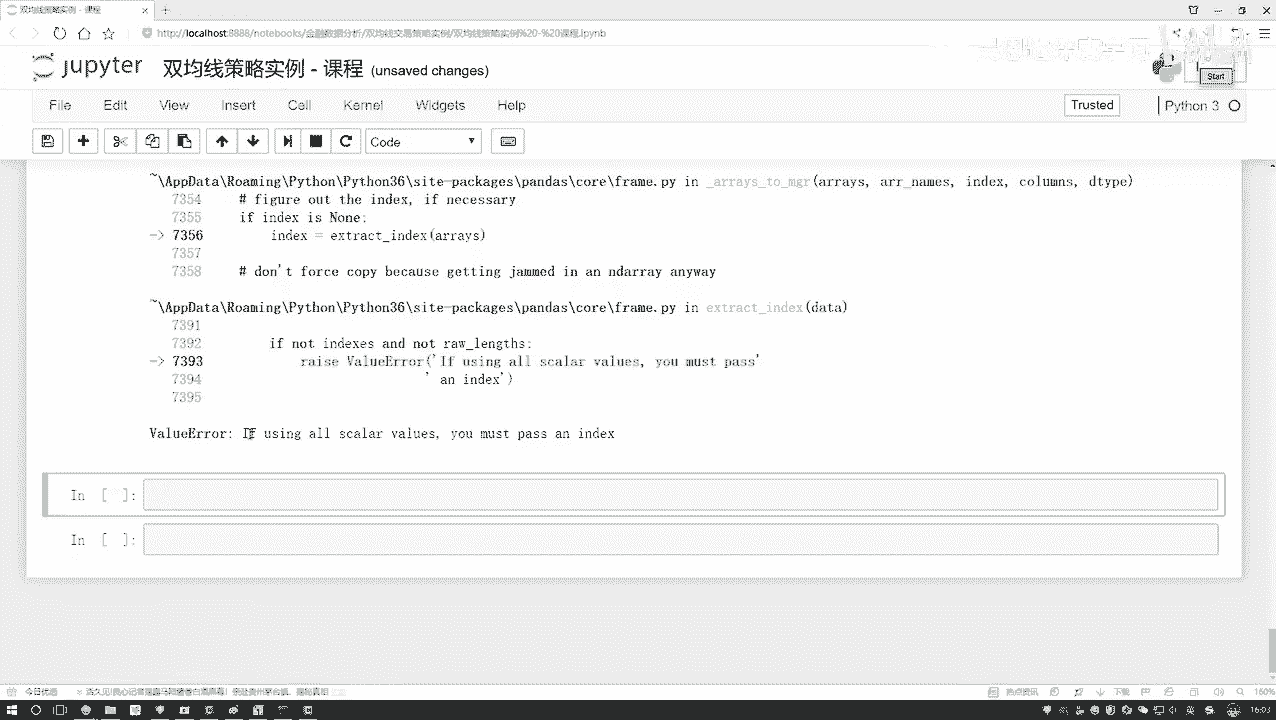 双均线策略实例 - 课程
http://localhost:8888/notebooks/金融数据分析/双均线交易策略实例/双均线策略实例%20-%20课程.ipynb
jupyter 双均线策略实例 - 课程 (unsaved changes)
Start
File Edit View Insert Cell Kernel Widgets Help
Trusted
Python 3
Code
~\AppData\Roaming\Python\Python36\site-packages\pandas\core\frame.py in _arrays_to_mgr(arrays, arr_names, index, columns, dtype)
7354 # figure out the index, if necessary
7355 if index is None:
-> 7356 index = extract_index(arrays)
7357
7358 # don't force copy because getting jammed in an ndarray anyway
~\AppData\Roaming\Python\Python36\site-packages\pandas\core\frame.py in extract_index(data)
7391
7392 if not indexes and not raw_lengths:
-> 7393 raise ValueError('If using all scalar values, you must pass'
7394 ' an index')
7395
ValueError: If using all scalar values, you must pass an index
In [ ]:
In [ ]:
今日优选
热点资讯
下载
160%
16:02